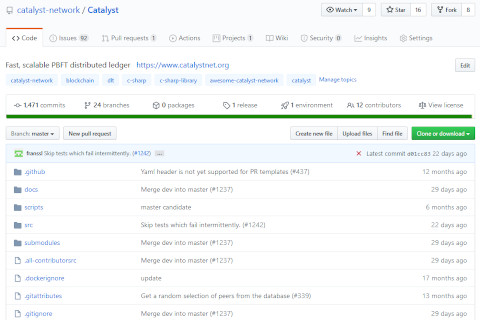 catalyst-network / Catalyst
Watch 9 Star 16 Fork 8
Code Issues 92 Pull requests 1 Actions Projects 1 Wiki Security 0 Insights Settings
Fast, scalable PBFT distributed ledger https://www.catalystnet.org Edit
catalyst-network blockchain dlt c-sharp c-sharp-library awesome-catalyst-network catalyst Manage topics
1,471 commits 24 branches 0 packages 1 release 1 environment 12 contributors View license
Branch: master New pull request Create new file Upload files Find file Clone or download
Skip tests which fail intermittently. (#1242) ... Latest commit 22 days ago
.github Yaml header is not yet supported for PR templates (#437) 12 months ago
docs Merge dev into master (#1237) 29 days ago
scripts master candidate 6 months ago
src Skip tests which fail intermittently. (#1242) 22 days ago
submodules Merge dev into master (#1237) 29 days ago
.all-contributorsrc Merge dev into master (#1237) 29 days ago
.dockerignore update 17 months ago
.gitattributes Get a random selection of peers from the database (#339) 13 months ago
.gitignore Merge dev into master (#1237) 29 days ago